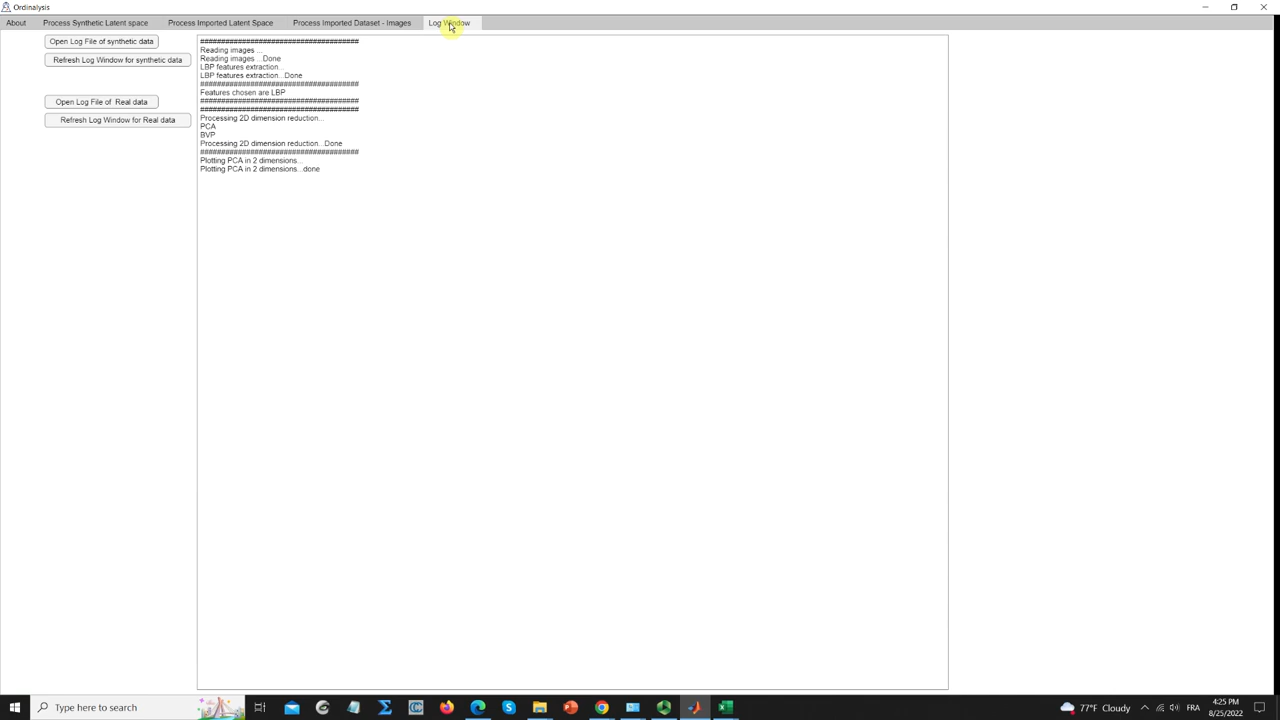 Ordinalysis
About
Process Synthetic Latent space
Process Imported Latent Space
Process Imported Dataset - Images
Log Window
Open Log File of synthetic data
Refresh Log Window for synthetic data
Open Log File of  Real data
Refresh Log Window for Real data
######################################
Reading images ...
Reading images ...Done
LBP features extraction...
LBP features extraction...Done
######################################
Features chosen are LBP
######################################
######################################
Processing 2D dimension reduction...
PCA
BVP
Processing 2D dimension reduction...Done
######################################
Plotting PCA in 2 dimensions...
Plotting PCA in 2 dimensions...done
Type here to search
77°F Cloudy
FRE
4:25 PM
8/25/2022